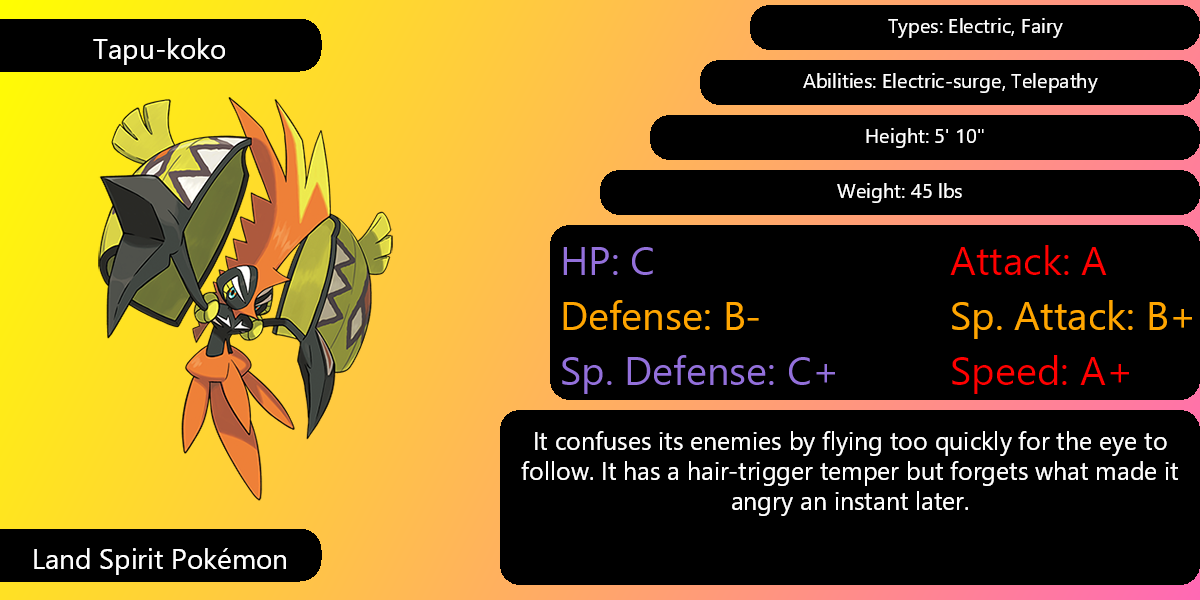 Tapu-koko
Types: Electric, Fairy
Abilities: Electric-surge, Telepathy
Height: 5' 10"
Weight: 45 lbs
HP: C
Attack: A
Defense: B-
Sp. Attack: B+
Sp. Defense: C+
Speed: A+
It confuses its enemies by flying too quickly for the eye to
follow. It has a hair-trigger temper but forgets what made it
angry an instant later.
Land Spirit Pokémon